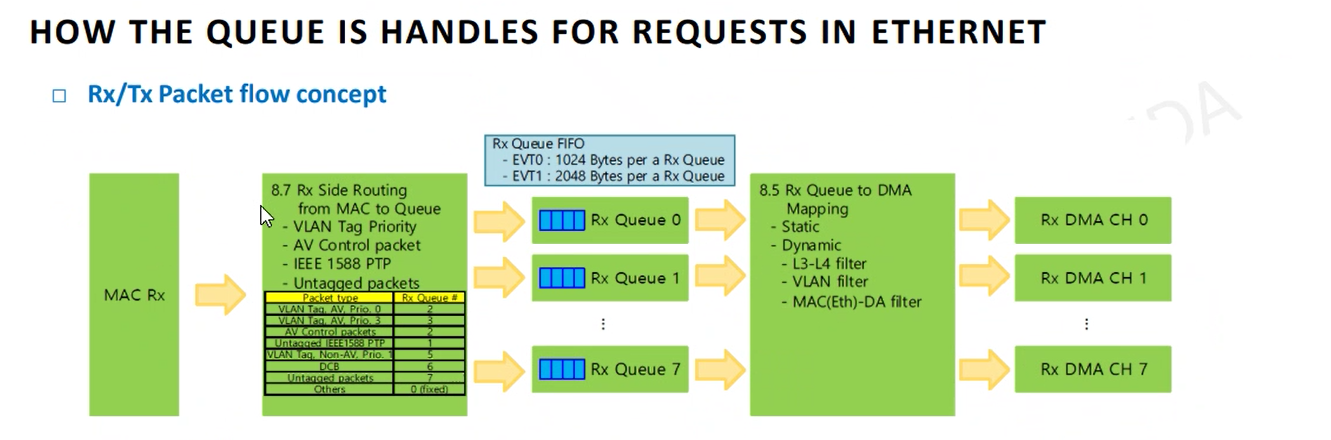 HOW THE QUEUE IS HANDLES FOR REQUESTS IN ETHERNET
Rx/Tx Packet flow concept
Rx Queue FIFO
- EVT0 : 1024 Bytes per a Rx Queue
- EVT1 : 2048 Bytes per a Rx Queue
MAC Rx
8.7 Rx Side Routing
from MAC to Queue
- VLAN Tag Priority
- AV Control packet
- IEEE 1588 PTP
- Untagged packets
Packet type Rx Queue #
VLAN Tag, AV, Prio. 0 2
VLAN Tag, AV, Prio. 3 3
AV Control packets 2
Untagged IEEE1588 PTP 1
VLAN Tag, Non-AV, Prio. 1 5
DCB 6
Untagged packets 7
Others 0 (fixed)
Rx Queue 0
Rx Queue 1
⋮
Rx Queue 7
8.5 Rx Queue to DMA
Mapping
- Static
- Dynamic
- L3-L4 filter
- VLAN filter
- MAC(Eth)-DA filter
Rx DMA CH 0
Rx DMA CH 1
⋮
Rx DMA CH 7